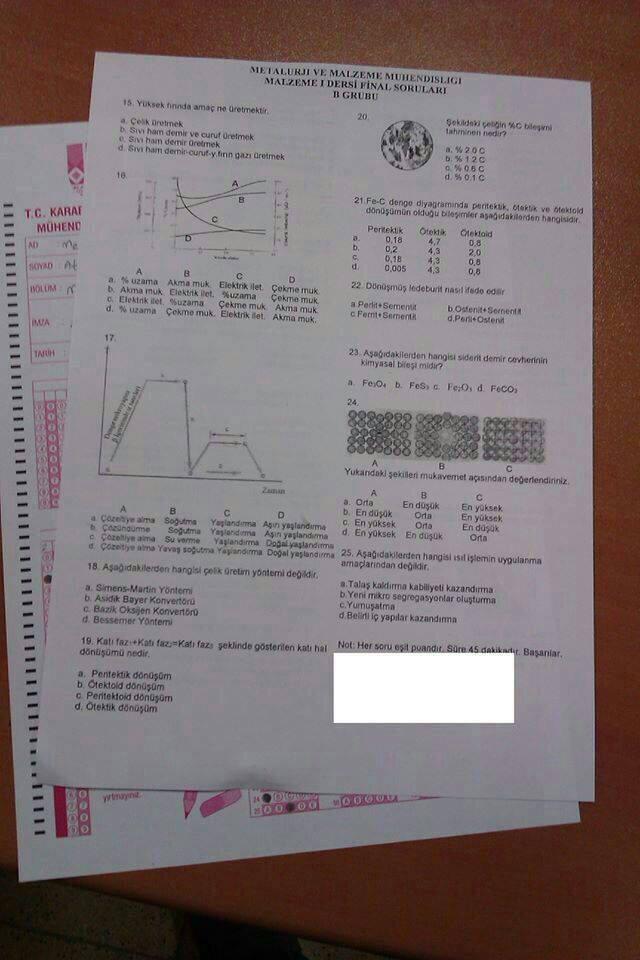 METALURJI VE MALZEME MUHENDISLIGI
MALZEME I DERSİ FİNAL SORULARI
B GRUBU
15. Yüksek fırında amaç ne üretmektir.
a. Çelik üretmek
b. Sıvı ham demir ve curuf üretmek
c. Sıvı ham demir üretmek
d. Sıvı ham demir-curuf-y.fırın gazı üretmek
16.
A
B
C
D
A B C D
a. % uzama Akma muk. Elektrik ilet. Çekme muk.
b. Akma muk. Elektrik ilet. %uzama Çekme muk.
c. Elektrik ilet. %uzama Çekme muk. Akma muk.
d. % uzama Çekme muk. Elektrik ilet. Akma muk.
17.
Zaman
A B C D
a. Çözeltiye alma Soğutma Yaşlandırma Aşırı yaşlandırma
b. Çözündürme Soğutma Yaşlandırma Aşırı yaşlandırma
c. Çözeltiye alma Su verme Yaşlandırma Doğal yaşlandırma
d. Çözeltiye alma Yavaş soğutma Yaşlandırma Doğal yaşlandırma
18. Aşağıdakilerden hangisi çelik üretim yöntemi değildir.
a. Simens-Martin Yöntemi
b. Asidik Bayer Konvertörü
c. Bazik Oksijen Konvertörü
d. Bessemer Yöntemi
19. Katı faz₁+Katı faz₂=Katı faz₃ şeklinde gösterilen katı hal
dönüşümü nedir.
a. Peritektik dönüşüm
b. Ötektoid dönüşüm
c. Peritektoid dönüşüm
d. Ötektik dönüşüm
20.
Şekildeki çeliğin %C bileşimi
tahminen nedir?
a. % 2.0 C
b. % 1.2 C
c. % 0.6 C
d. % 0.1 C
21.Fe-C denge diyagramında peritektik, ötektik ve ötektoid
dönüşümün olduğu bileşimler aşağıdakilerden hangisidir.
Peritektik Ötektik Ötektoid
a. 0,18 4,7 0,8
b. 0,2 4,3 2,0
c. 0,18 4,3 0,8
d. 0,005 4,3 0,8
22. Dönüşmüş ledeburit nasıl ifade edilir
a.Perlit+Sementit b.Ostenit+Sementit
c.Ferrit+Sementit d.Perlit+Ostenit
23. Aşağıdakilerden hangisi siderit demir cevherinin
kimyasal bileşi midir?
a. Fe₃O₄ b. FeS₃ c. Fe₂O₃ d. FeCO₃
24.
A B C
Yukarıdaki şekilleri mukavemet açısından değerlendiriniz.
A B C
a. Orta En düşük En yüksek
b. En düşük Orta En yüksek
c. En yüksek Orta En düşük
d. En yüksek En düşük Orta
25. Aşağıdakilerden hangisi ısıl işlemin uygulanma
amaçlarından değildir.
a.Talaş kaldırma kabiliyeti kazandırma
b.Yeni mikro segregasyonlar oluşturma
c.Yumuşatma
d.Belirli iç yapılar kazandırma
Not: Her soru eşit puandır. Süre 45 dakikadır. Başarılar.
T.C. KARAB
MÜHEND
AD
SOYAD
BÖLÜM
İMZA
TARİH
yırtmayınız.